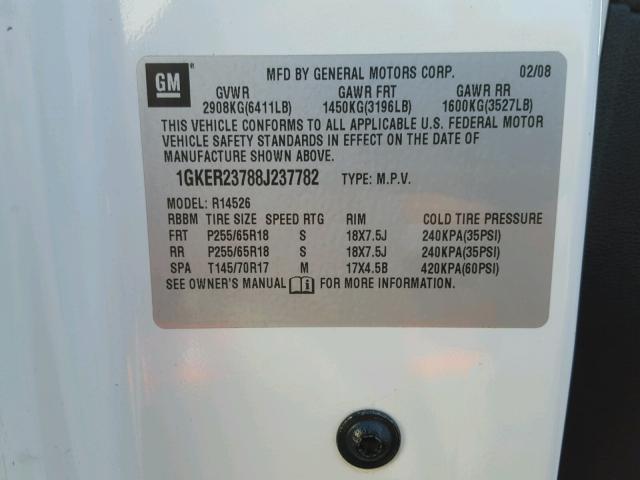 GM
MFD BY GENERAL MOTORS CORP. 02/08
GVWR GAWR FRT GAWR RR
2908KG(6411LB) 1450KG(3196LB) 1600KG(3527LB)
THIS VEHICLE CONFORMS TO ALL APPLICABLE U.S. FEDERAL MOTOR
VEHICLE SAFETY STANDARDS IN EFFECT ON THE DATE OF
MANUFACTURE SHOWN ABOVE.
1GKER23788J237782 TYPE: M.P.V.
MODEL: R14526
RBBM TIRE SIZE SPEED RTG RIM COLD TIRE PRESSURE
FRT P255/65R18 S 18X7.5J 240KPA(35PSI)
RR P255/65R18 S 18X7.5J 240KPA(35PSI)
SPA T145/70R17 M 17X4.5B 420KPA(60PSI)
SEE OWNER'S MANUAL i FOR MORE INFORMATION.